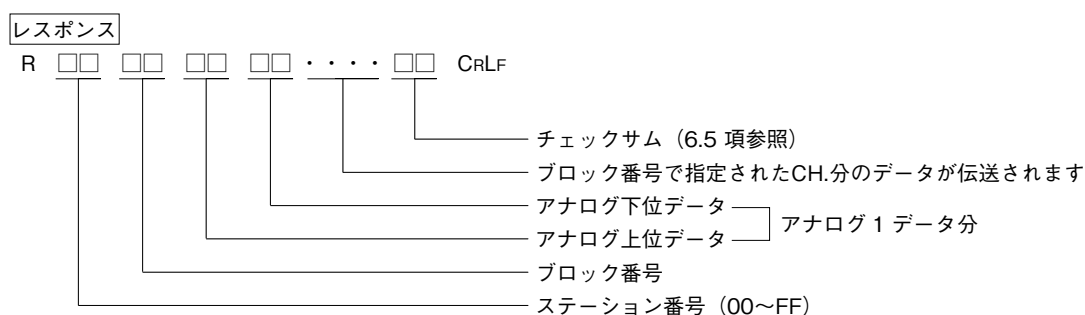 レスポンス
R □□ □□ □□ □□ ・・・・ □□ CRLF
チェックサム（6.5 項参照）
ブロック番号で指定されたCH.分のデータが伝送されます
アナログ下位データ
アナログ 1 データ分
アナログ上位データ
ブロック番号
ステーション番号（00〜FF）